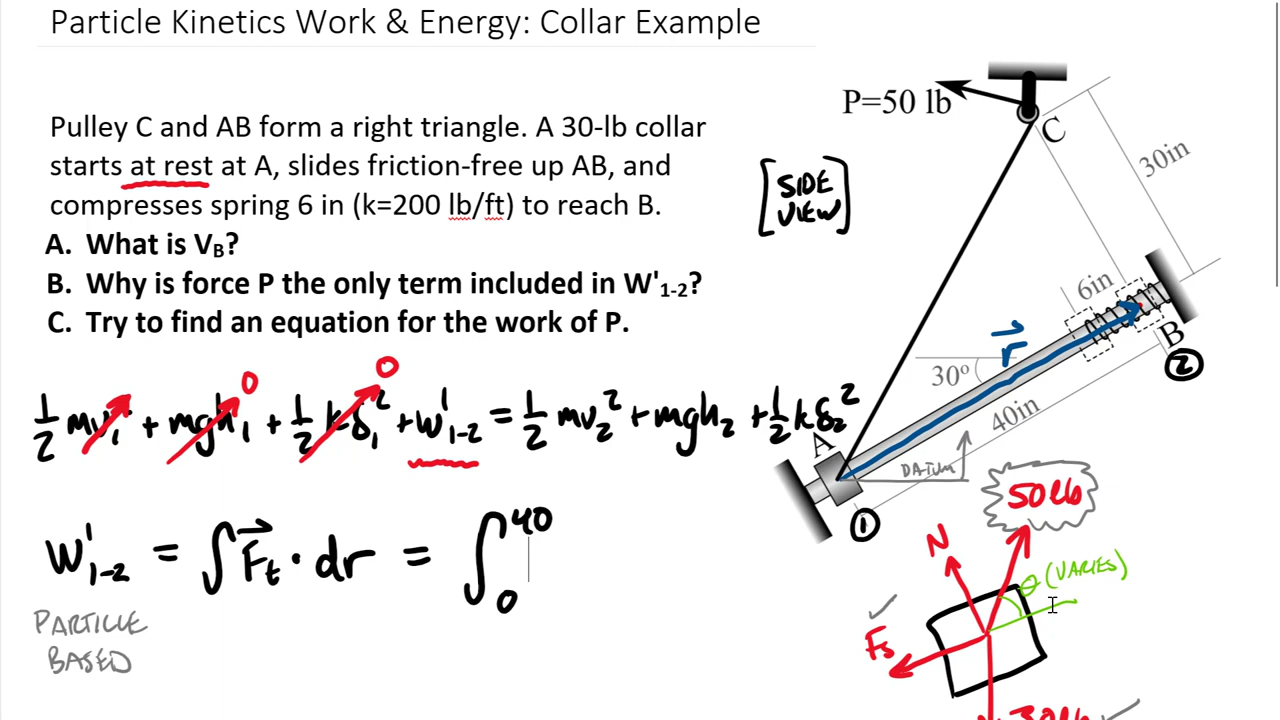 Particle Kinetics Work & Energy: Collar Example
Pulley C and AB form a right triangle. A 30-lb collar
starts at rest at A, slides friction-free up AB, and
compresses spring 6 in (k=200 lb/ft) to reach B.
A. What is V_B?
B. Why is force P the only term included in W'₁₋₂?
C. Try to find an equation for the work of P.
P=50 lb
C
30in
[SIDE
VIEW]
6in
r⃗
B
②
30°
40in
A
DATUM
①
½ mv₁² + mgh₁ + ½ kδ₁² + W'₁₋₂ = ½ mv₂² + mgh₂ + ½ kδ₂²
0
0
W'₁₋₂ = ∫ F⃗ₜ · dr = ∫₀⁴⁰
PARTICLE
BASED
50lb
N
θ (VARIES)
Fs
30lb